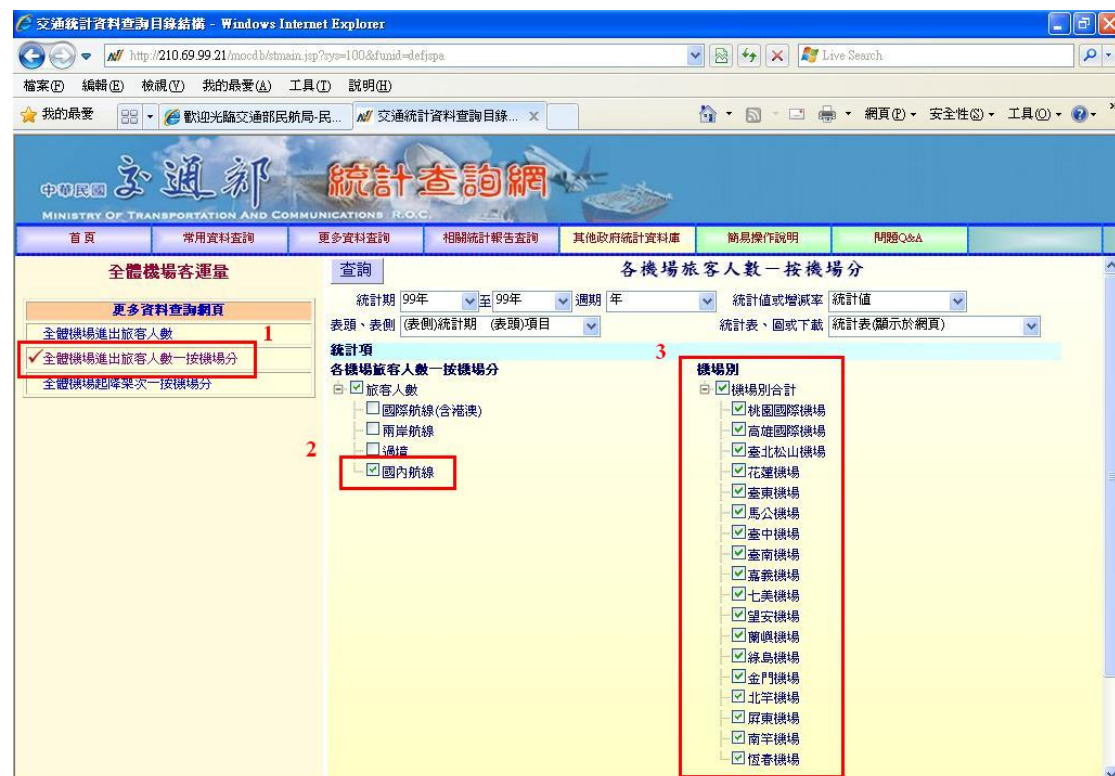 交通統計資料查詢目錄結構 - Windows Internet Explorer
http://210.69.99.21/mocdb/stmain.jsp?sys=100&funid=defjspa
Live Search
檔案(F) 編輯(E) 檢視(V) 我的最愛(A) 工具(T) 說明(H)
我的最愛
歡迎光臨交通部民航局-民...
交通統計資料查詢目錄...
網頁(P) 安全性(S) 工具(O)
中華民國 交通部 統計查詢網
MINISTRY OF TRANSPORTATION AND COMMUNICATIONS R.O.C.
首頁 常用資料查詢 更多資料查詢 相關統計報告查詢 其他政府統計資料庫 簡易操作說明 問題Q&A
全體機場客運量
更多資料查詢網頁
全體機場進出旅客人數
1
全體機場進出旅客人數一按機場分
全體機場起降架次一按機場分
查詢
各機場旅客人數一按機場分
統計期 99年 至 99年 週期 年 統計值或增減率 統計值
表頭、表側 (表側)統計期 (表頭)項目 統計表、圖或下載 統計表(顯示於網頁)
統計項
3
各機場旅客人數一按機場分
旅客人數
國際航線(含港澳)
兩岸航線
過境
2
國內航線
機場別
機場別合計
桃園國際機場
高雄國際機場
臺北松山機場
花蓮機場
臺東機場
馬公機場
臺中機場
臺南機場
嘉義機場
七美機場
望安機場
蘭嶼機場
綠島機場
金門機場
北竿機場
屏東機場
南竿機場
恆春機場